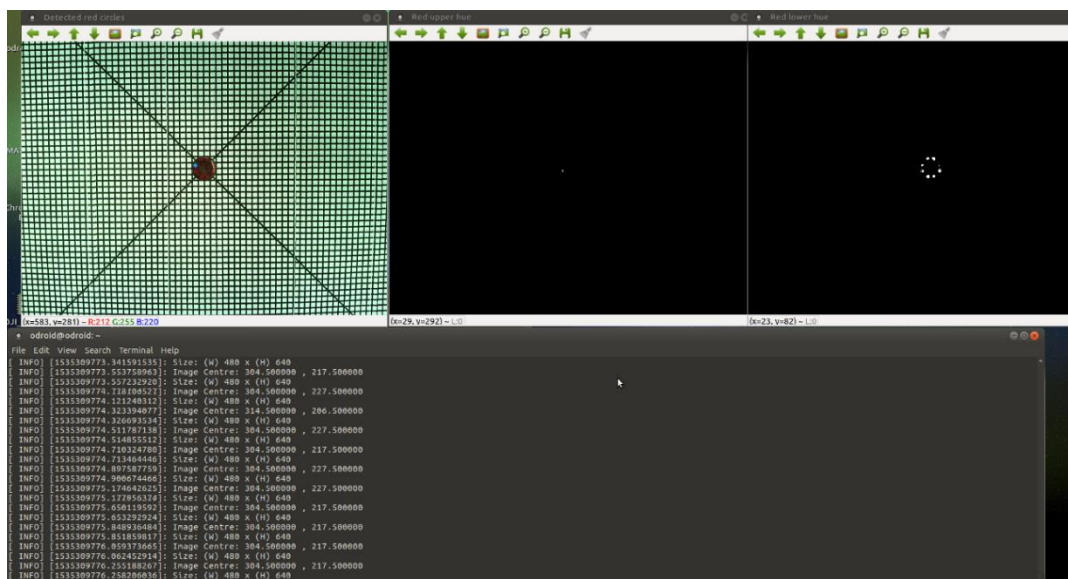 Detected red circles
Red upper hue
Red lower hue
(x=583, y=281) ~ R:212 G:255 B:220
(x=29, y=292) ~ L:0
(x=23, y=82) ~ L:0
odroid@odroid: ~
File Edit View Search Terminal Help
[ INFO] [1535309773.341591535]: Size: (W) 480 x (H) 640
[ INFO] [1535309773.553758963]: Image Centre: 304.500000 , 217.500000
[ INFO] [1535309773.557232920]: Size: (W) 480 x (H) 640
Image Centre: 304.500000 , 227.500000
[ INFO] [1535309774.121240312]: Size: (W) 480 x (H) 640
[ INFO] [1535309774.323394077]: Image Centre: 314.500000 , 206.500000
[ INFO] [1535309774.326693534]: Size: (W) 480 x (H) 640
[ INFO] [1535309774.511787138]: Image Centre: 304.500000 , 227.500000
[ INFO] [1535309774.514855512]: Size: (W) 480 x (H) 640
[ INFO] [1535309774.710324780]: Image Centre: 304.500000 , 217.500000
[ INFO] [1535309774.713464446]: Size: (W) 480 x (H) 640
[ INFO] [1535309774.897587759]: Image Centre: 304.500000 , 227.500000
[ INFO] [1535309774.900674466]: Size: (W) 480 x (H) 640
[ INFO] [1535309775.174642625]: Image Centre: 304.500000 , 227.500000
Size: (W) 480 x (H) 640
[ INFO] [1535309775.650119592]: Image Centre: 304.500000 , 217.500000
[ INFO] [1535309775.653292924]: Size: (W) 480 x (H) 640
[ INFO] [1535309775.848936484]: Image Centre: 304.500000 , 217.500000
[ INFO] [1535309775.851859817]: Size: (W) 480 x (H) 640
[ INFO] [1535309776.059373665]: Image Centre: 304.500000 , 217.500000
[ INFO] [1535309776.062452914]: Size: (W) 480 x (H) 640
[ INFO] [1535309776.255188267]: Image Centre: 304.500000 , 217.500000
[ INFO] [1535309776.258206036]: Size: (W) 480 x (H) 640